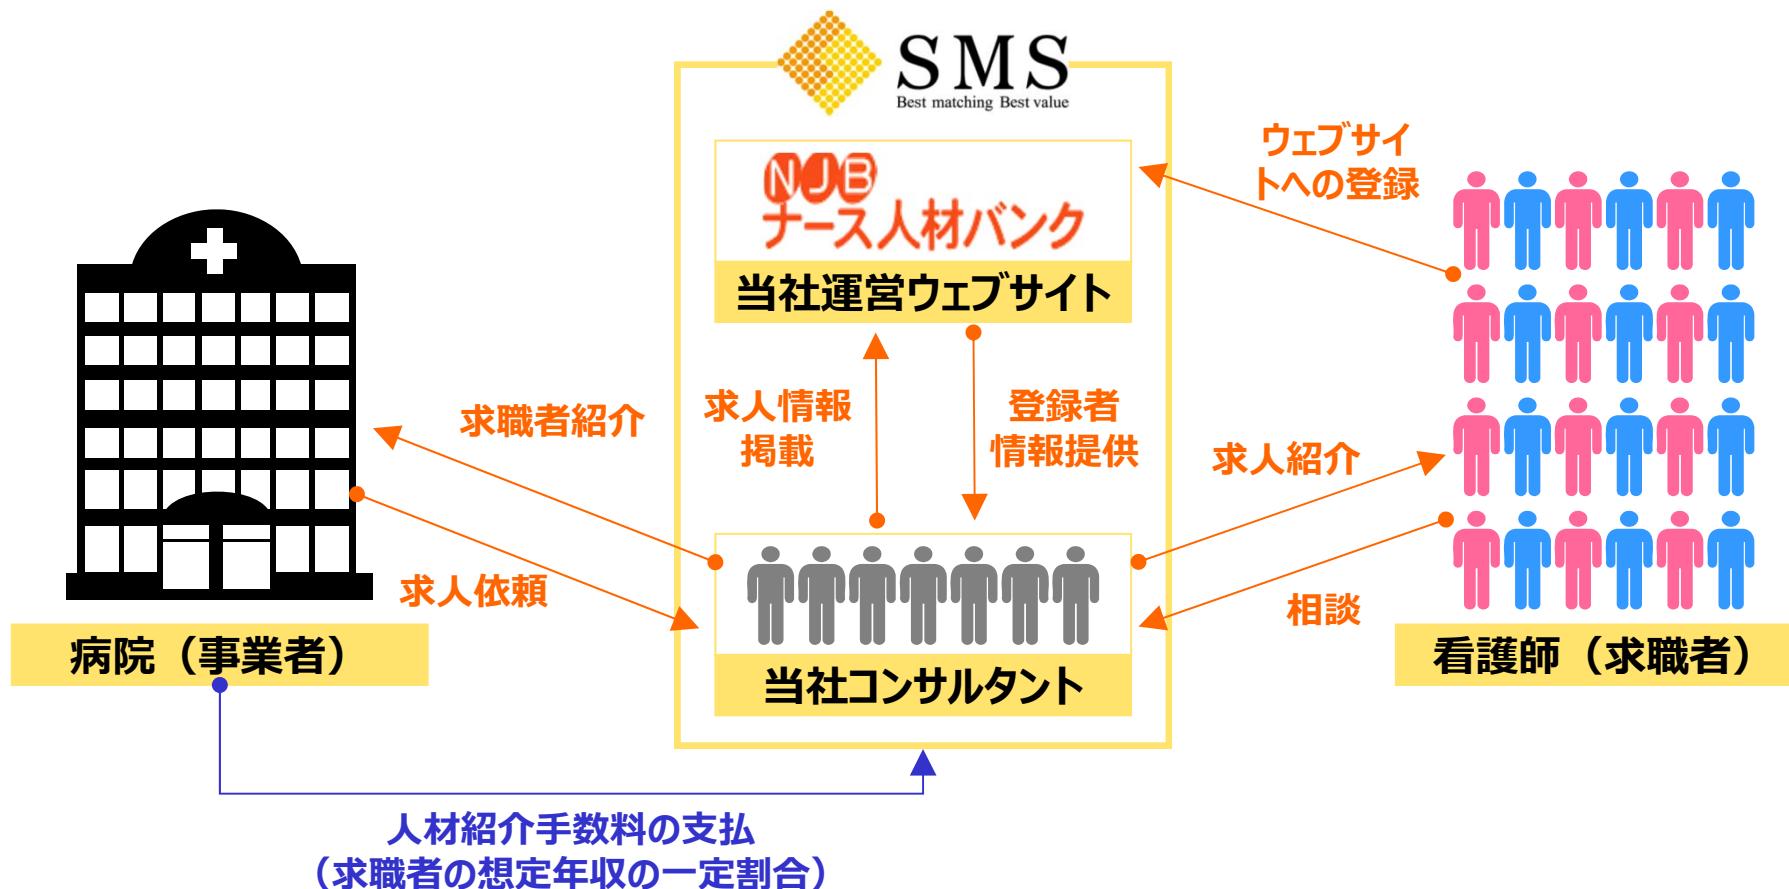 SMS
Best matching Best value
NJB
ナース人材バンク
当社運営ウェブサイト
ウェブサイ
トへの登録
求職者紹介
求人情報
掲載
登録者
情報提供
求人紹介
求人依頼
相談
病院（事業者）
当社コンサルタント
看護師（求職者）
人材紹介手数料の支払
（求職者の想定年収の一定割合）